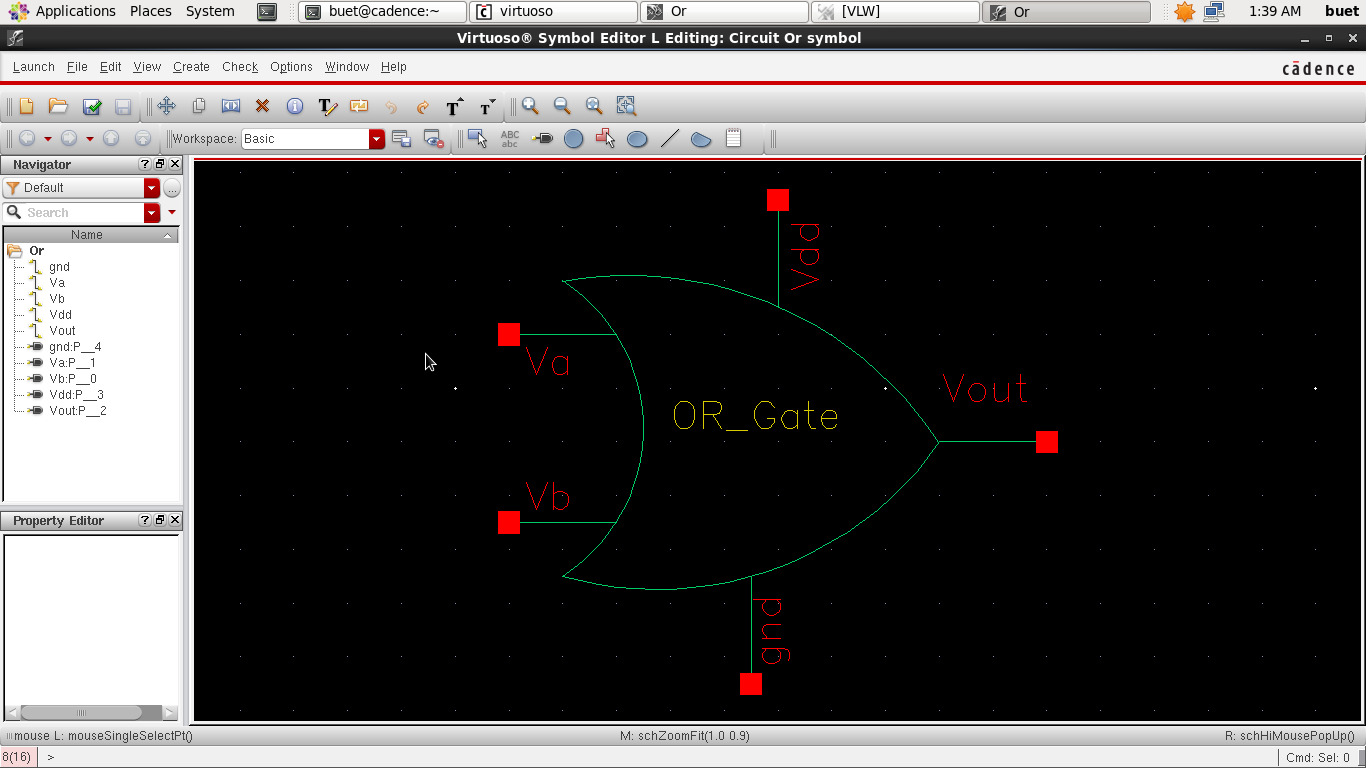 Applications Places System buet@cadence:~ virtuoso Or [VLW] Or 1:39 AM buet
Virtuoso® Symbol Editor L Editing: Circuit Or symbol
Launch File Edit View Create Check Options Window Help cādence
Workspace: Basic ABC
abc
Navigator
Default
Search
Name
Or
gnd
Va
Vb
Vdd
Vout
gnd:P__4
Va:P__1
Vb:P__0
Vdd:P__3
Vout:P__2
Property Editor
Vdd
Va
Vout
OR_Gate
Vb
gnd
mouse L: mouseSingleSelectPt() M: schZoomFit(1.0 0.9) R: schHiMousePopUp()
8(16) > Cmd: Sel: 0